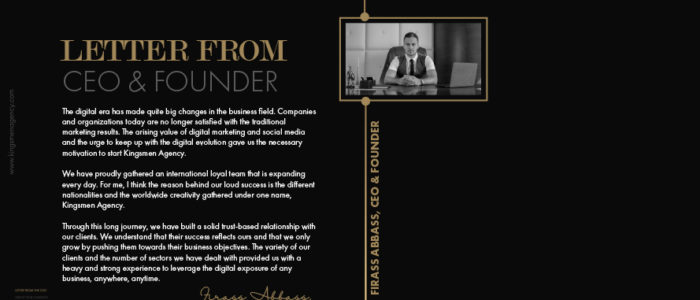 www.kingsmenagency.com
LETTER FROM
CEO & FOUNDER
The digital era has made quite big changes in the business field. Companies
and organizations today are no longer satisfied with the traditional
marketing results. The arising value of digital marketing and social media
and the urge to keep up with the digital evolution gave us the necessary
motivation to start Kingsmen Agency.
We have proudly gathered an international loyal team that is expanding
every day. For me, I think the reason behind our loud success is the different
nationalities and the worldwide creativity gathered under one name,
Kingsmen Agency.
Through this long journey, we have built a solid trust-based relationship with
our clients. We understand that their success reflects ours and that we only
grow by pushing them towards their business objectives. The variety of our
clients and the number of sectors we have dealt with provided us with a
heavy and strong experience to leverage the digital exposure of any
business, anywhere, anytime.
Firass Abbass.
FIRASS ABBASS, CEO & FOUNDER